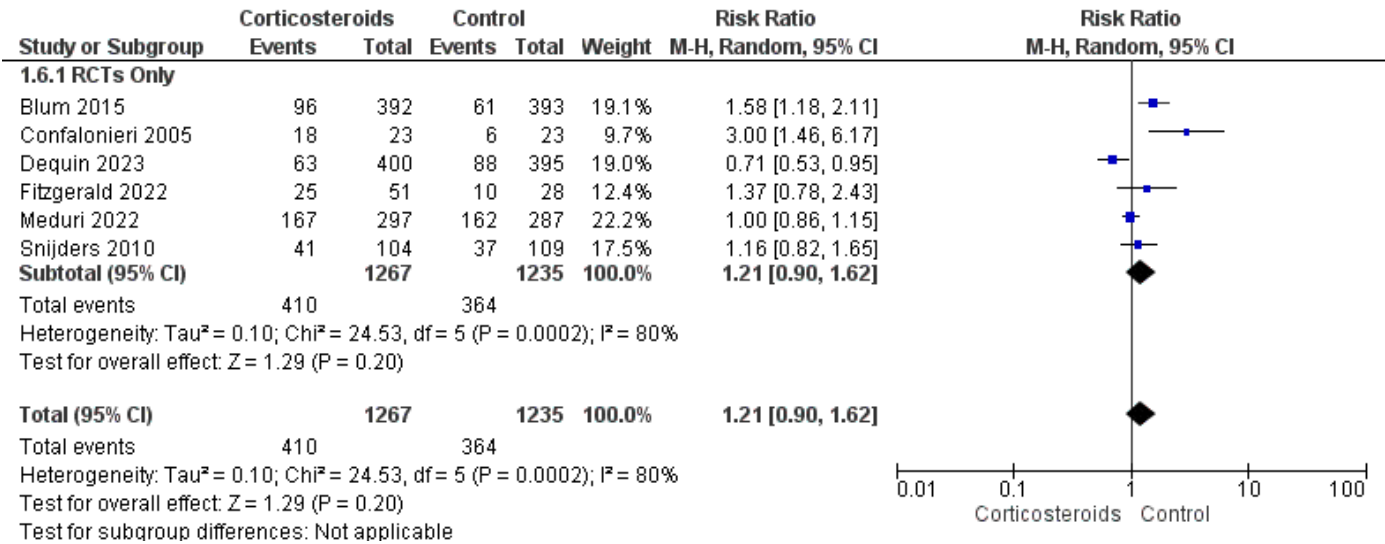 Corticosteroids Control Risk Ratio Risk Ratio
Study or Subgroup Events Total Events Total Weight M-H, Random, 95% CI M-H, Random, 95% CI
1.6.1 RCTs Only
Blum 2015 96 392 61 393 19.1% 1.58 [1.18, 2.11]
Confalonieri 2005 18 23 6 23 9.7% 3.00 [1.46, 6.17]
Dequin 2023 63 400 88 395 19.0% 0.71 [0.53, 0.95]
Fitzgerald 2022 25 51 10 28 12.4% 1.37 [0.78, 2.43]
Meduri 2022 167 297 162 287 22.2% 1.00 [0.86, 1.15]
Snijders 2010 41 104 37 109 17.5% 1.16 [0.82, 1.65]
Subtotal (95% CI) 1267 1235 100.0% 1.21 [0.90, 1.62]
Total events 410 364
Heterogeneity: Tau² = 0.10; Chi² = 24.53, df = 5 (P = 0.0002); I² = 80%
Test for overall effect: Z = 1.29 (P = 0.20)
Total (95% CI) 1267 1235 100.0% 1.21 [0.90, 1.62]
Total events 410 364
Heterogeneity: Tau² = 0.10; Chi² = 24.53, df = 5 (P = 0.0002); I² = 80%
Test for overall effect: Z = 1.29 (P = 0.20)
Test for subgroup differences: Not applicable
0.01 0.1 1 10 100
Corticosteroids Control